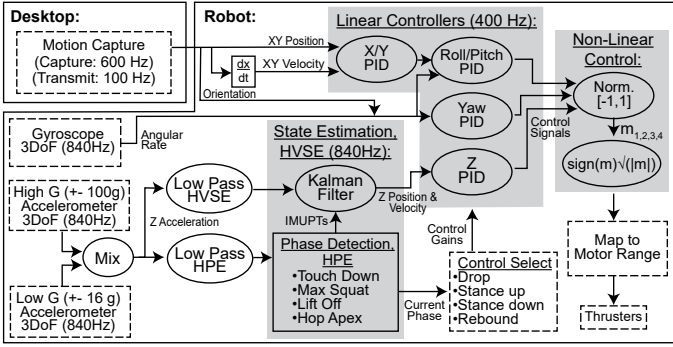 Desktop:
Motion Capture
(Capture: 600 Hz)
(Transmit: 100 Hz)
Robot:
XY Position
dx
dt
XY Velocity
Orientation
Linear Controllers (400 Hz):
X/Y
PID
Roll/Pitch
PID
Yaw
PID
Z
PID
Non-Linear
Control:
Norm.
[-1,1]
Control
Signals
m1,2,3,4
sign(m)√(|m|)
Map to
Motor Range
Thrusters
Gyroscope
3DoF (840Hz)
Angular
Rate
High G (+- 100g)
Accelerometer
3DoF (840Hz)
Low G (+- 16 g)
Accelerometer
3DoF (840Hz)
Mix
Z Acceleration
Low Pass
HVSE
Low Pass
HPE
State Estimation,
HVSE (840Hz):
Kalman
Filter
Z Position &
Velocity
IMUPTs
Phase Detection,
HPE
•Touch Down
•Max Squat
•Lift Off
•Hop Apex
Current
Phase
Control
Gains
Control Select
•Drop
•Stance up
•Stance down
•Rebound